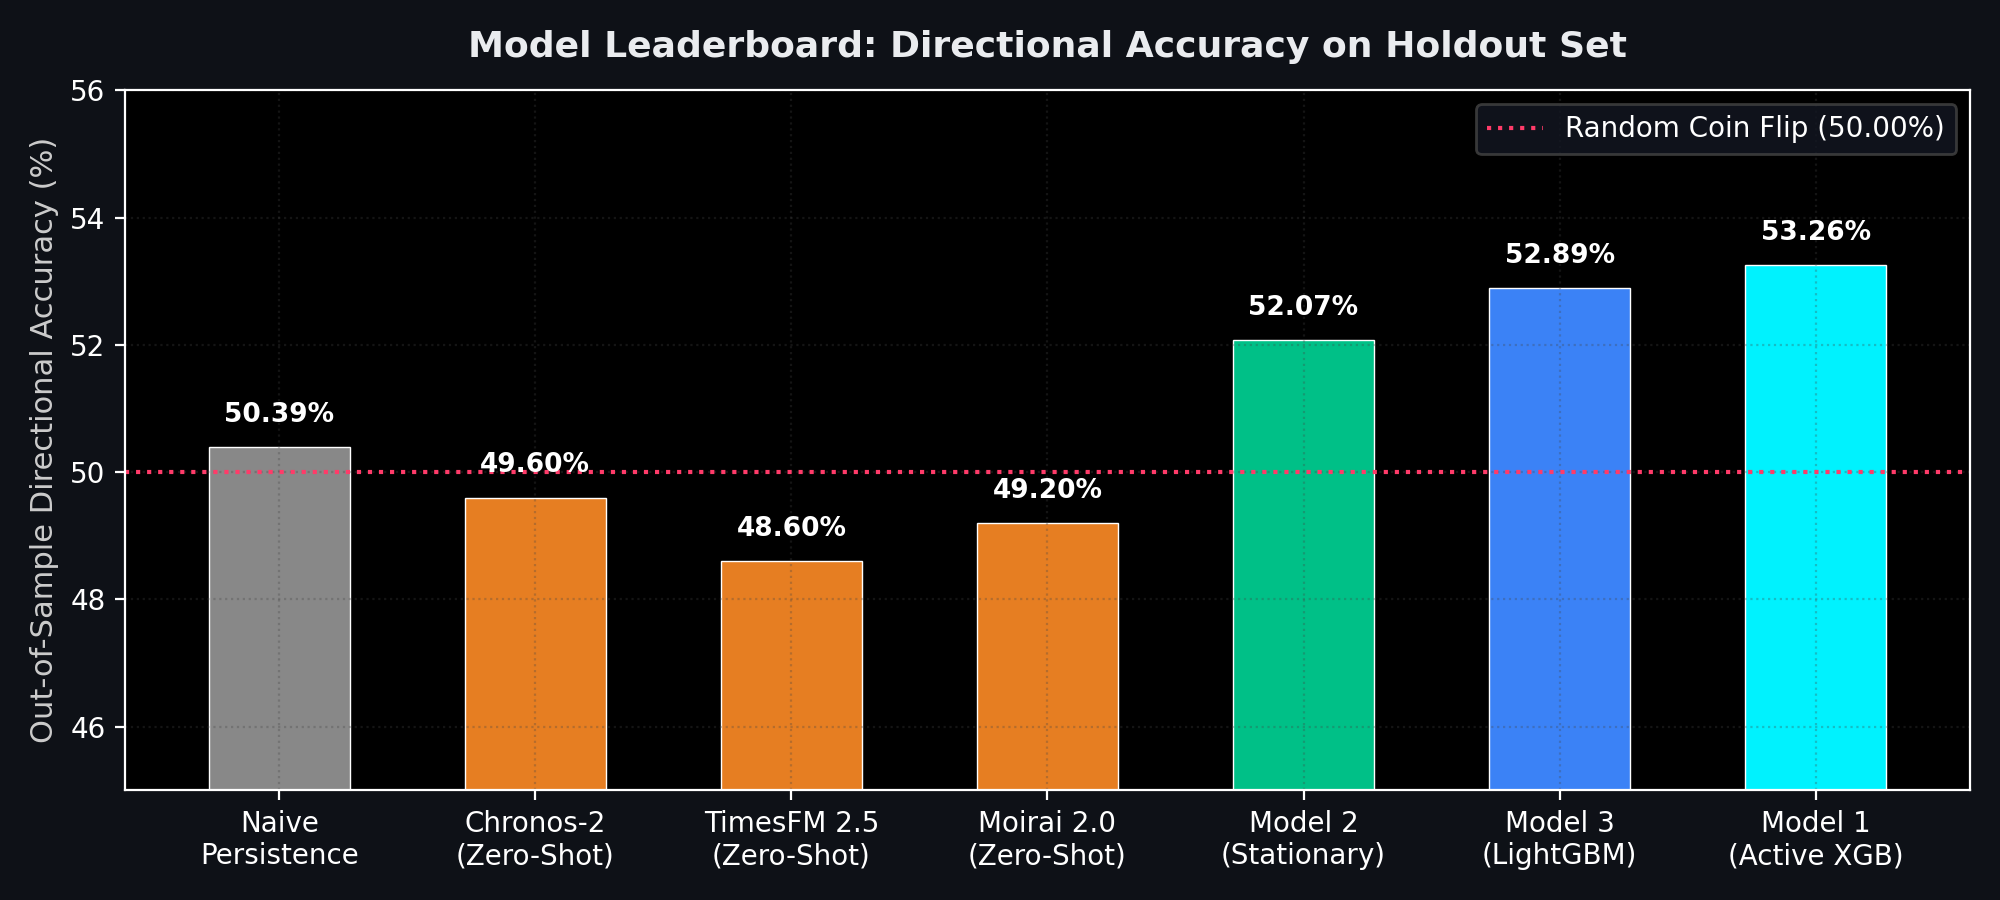 Model Leaderboard: Directional Accuracy on Holdout Set
Out-of-Sample Directional Accuracy (%)
56
54
52
50
48
46
Random Coin Flip (50.00%)
50.39%
49.60%
48.60%
49.20%
52.07%
52.89%
53.26%
Naive
Persistence
Chronos-2
(Zero-Shot)
TimesFM 2.5
(Zero-Shot)
Moirai 2.0
(Zero-Shot)
Model 2
(Stationary)
Model 3
(LightGBM)
Model 1
(Active XGB)